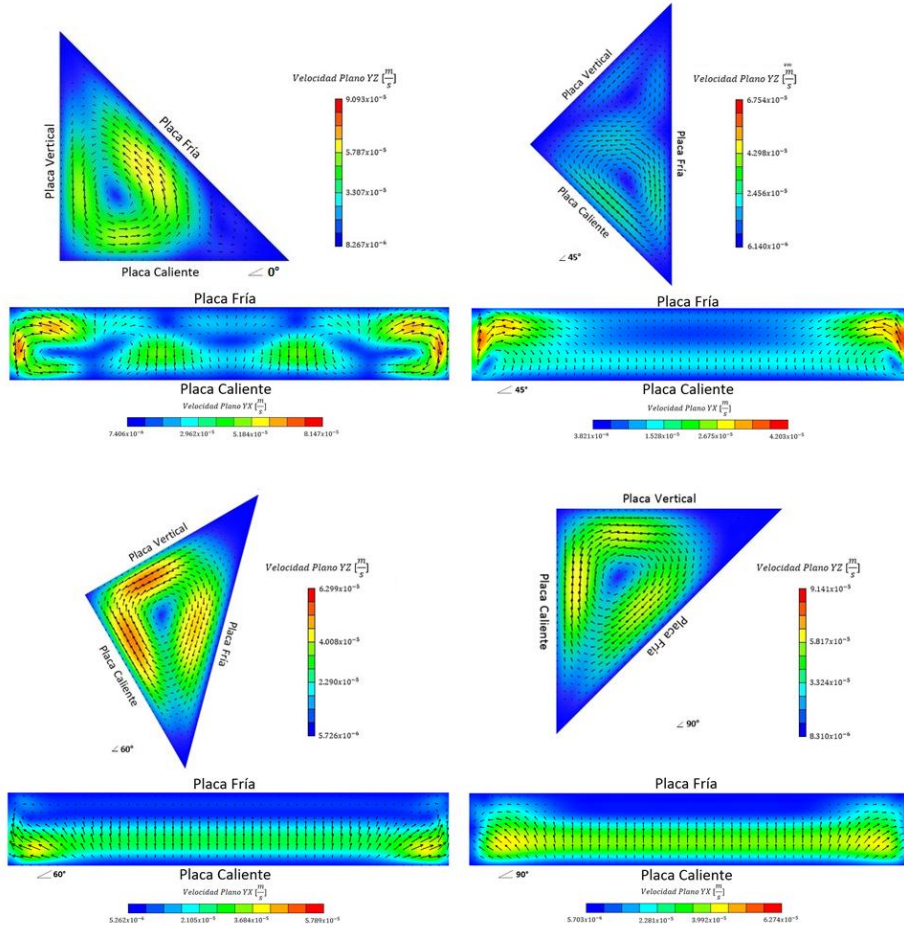 Velocidad Plano YZ [m/s]
9.093x10⁻⁵
5.787x10⁻⁵
3.307x10⁻⁵
8.267x10⁻⁶
Placa Vertical
Placa Fría
Placa Caliente
0°
Velocidad Plano YZ [m/s]
6.754x10⁻⁵
4.298x10⁻⁵
2.456x10⁻⁵
6.140x10⁻⁶
Placa Vertical
Placa Fría
Placa Caliente
45°
Placa Fría
Placa Caliente
Velocidad Plano YX [m/s]
7.406x10⁻⁶ 2.962x10⁻⁵ 5.184x10⁻⁵ 8.147x10⁻⁵
Placa Fría
45°
Placa Caliente
Velocidad Plano YX [m/s]
3.821x10⁻⁶ 1.528x10⁻⁵ 2.675x10⁻⁵ 4.203x10⁻⁵
Placa Vertical
Placa Fría
Placa Caliente
60°
Velocidad Plano YZ [m/s]
6.299x10⁻⁵
4.008x10⁻⁵
2.290x10⁻⁵
5.726x10⁻⁶
Placa Vertical
Placa Caliente
Placa Fría
90°
Velocidad Plano YZ [m/s]
9.141x10⁻⁵
5.817x10⁻⁵
3.324x10⁻⁵
8.310x10⁻⁶
Placa Fría
60°
Placa Caliente
Velocidad Plano YX [m/s]
5.262x10⁻⁶ 2.105x10⁻⁵ 3.684x10⁻⁵ 5.789x10⁻⁵
Placa Fría
90°
Placa Caliente
Velocidad Plano YX [m/s]
5.703x10⁻⁶ 2.281x10⁻⁵ 3.992x10⁻⁵ 6.274x10⁻⁵